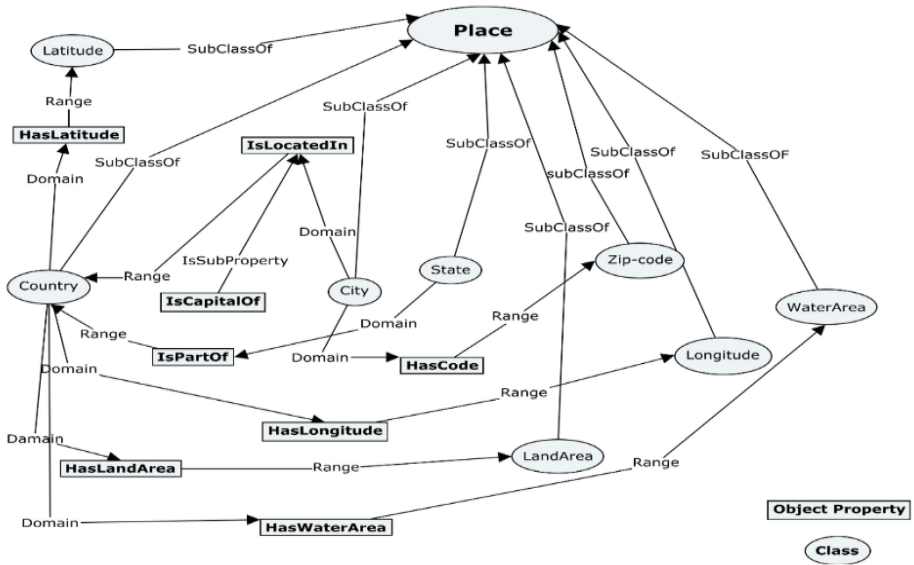 Place
Latitude
SubClassOf
Range
SubClassOf
HasLatitude
IsLocatedIn
SubClassOf
SubClassOf
SubClassOF
SubClassOf
subClassOf
Domain
Domain
SubClassOf
IsSubProperty
Zip-code
State
Range
Country
City
IsCapitalOf
WaterArea
Range
Domain
Range
IsPartOf
Domain
HasCode
Longitude
Domain
Range
HasLongitude
Damain
LandArea
HasLandArea
Range
Range
Object Property
Domain
HasWaterArea
Class